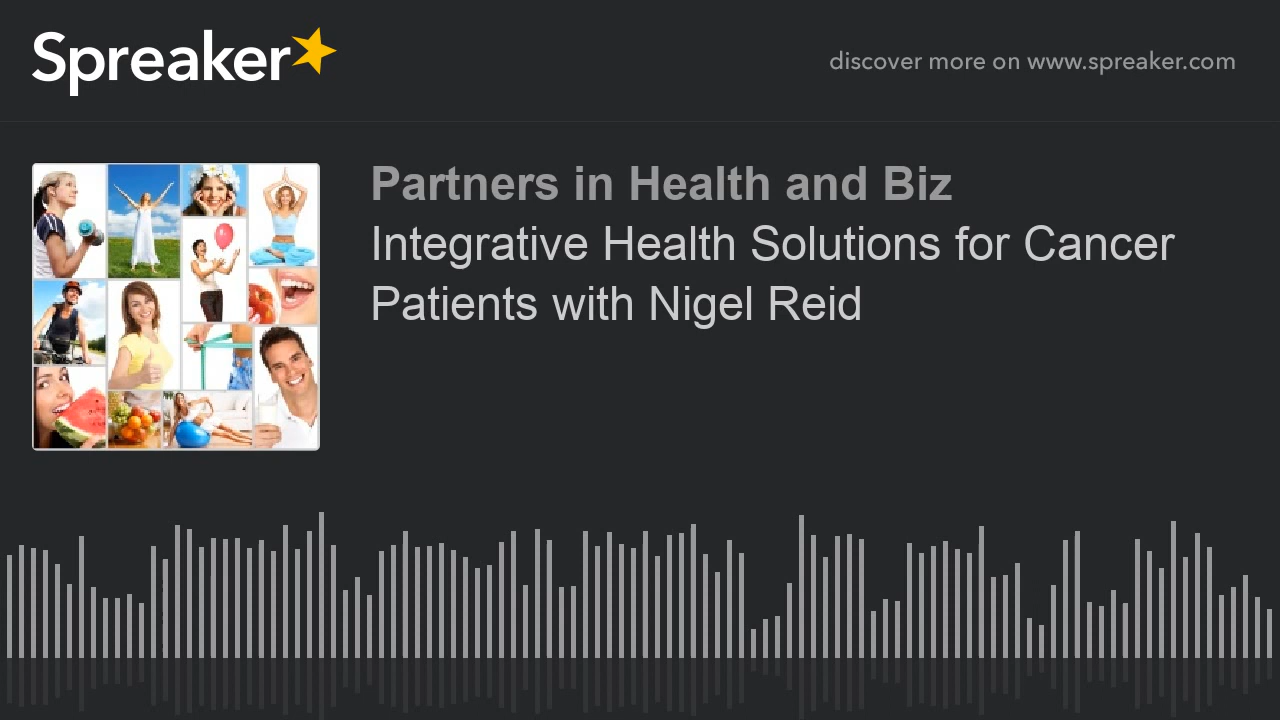 Spreaker
discover more on www.spreaker.com
Partners in Health and Biz
Integrative Health Solutions for Cancer
Patients with Nigel Reid